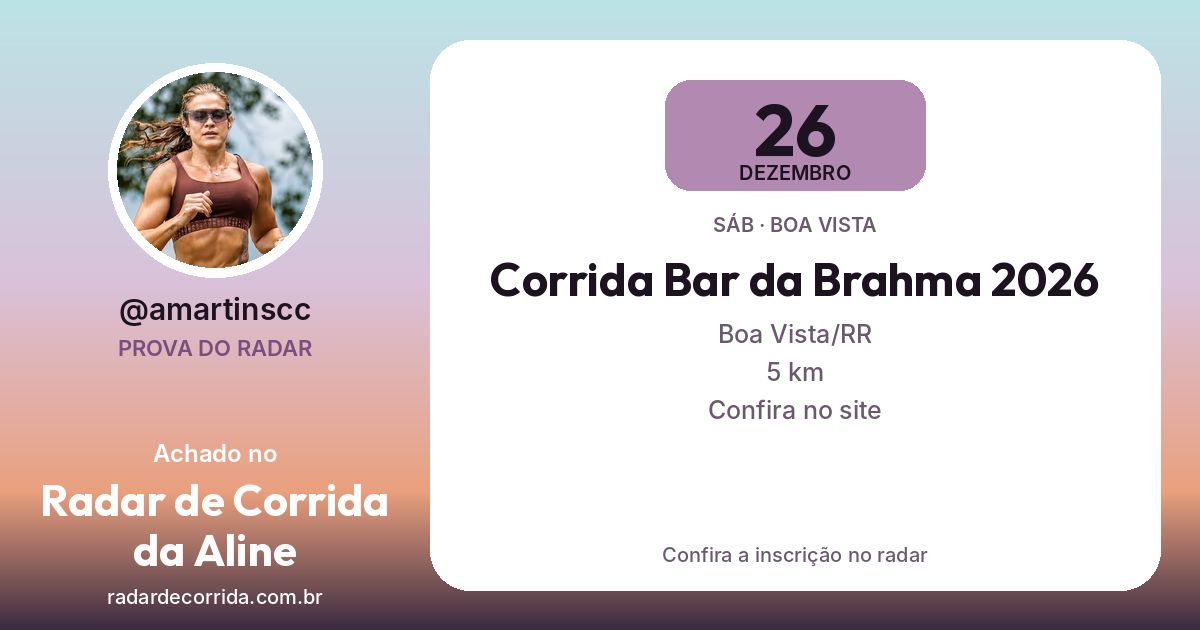 @amartinscc
PROVA DO RADAR
Achado no
Radar de Corrida
da Aline
radardecorrida.com.br
26
DEZEMBRO
SÁB · BOA VISTA
Corrida Bar da Brahma 2026
Boa Vista/RR
5 km
Confira no site
Confira a inscrição no radar